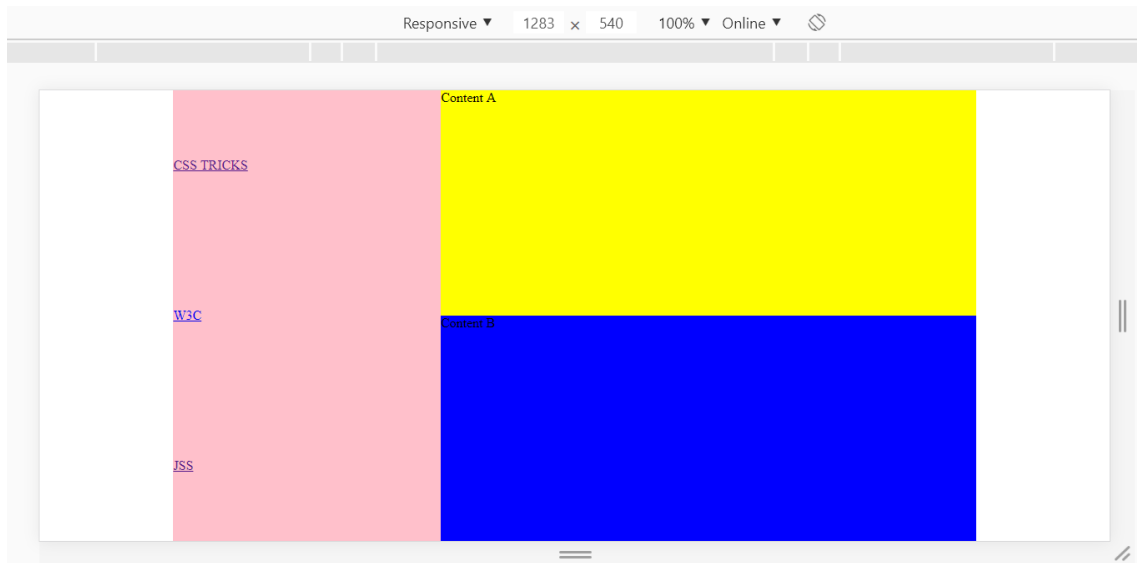 Responsive ▼ 1283 × 540 100% ▼ Online ▼
Content A
CSS TRICKS
W3C
Content B
JSS